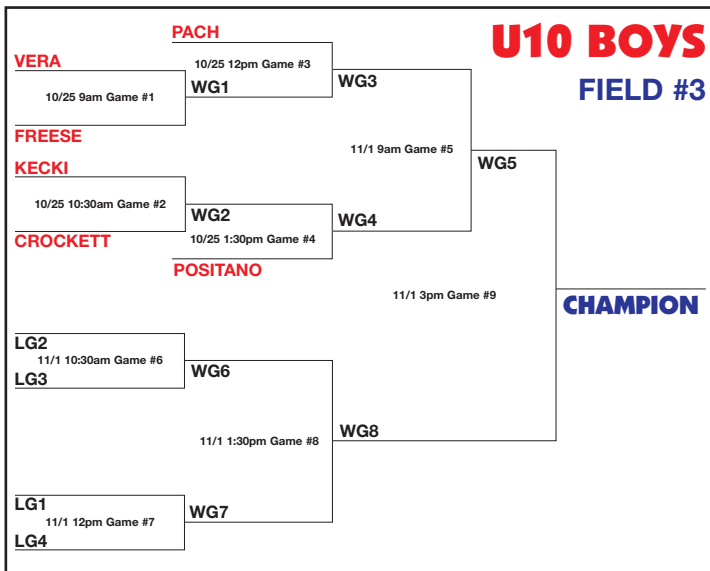 U10 BOYS
FIELD #3
PACH
10/25 12pm Game #3
VERA
10/25 9am Game #1
WG1
WG3
FREESE
11/1 9am Game #5
WG5
KECKI
10/25 10:30am Game #2
WG2
WG4
CROCKETT
10/25 1:30pm Game #4
POSITANO
11/1 3pm Game #9
CHAMPION
LG2
11/1 10:30am Game #6
WG6
LG3
11/1 1:30pm Game #8
WG8
LG1
11/1 12pm Game #7
WG7
LG4